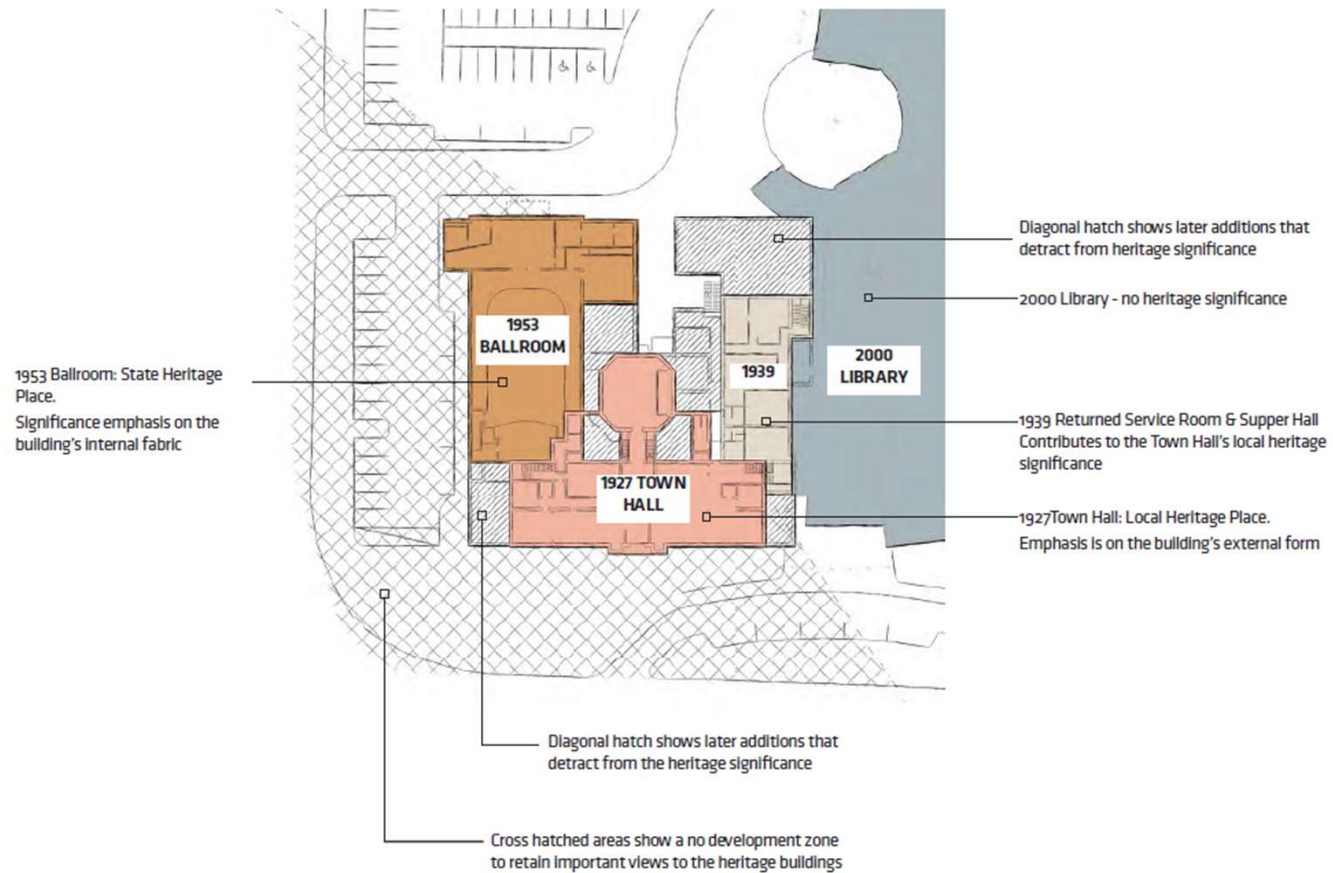 Diagonal hatch shows later additions that
detract from heritage significance
2000 Library - no heritage significance
1953
BALLROOM
2000
LIBRARY
1939
1953 Ballroom: State Heritage
Place.
Significance emphasis on the
building's internal fabric
1939 Returned Service Room & Supper Hall
Contributes to the Town Hall's local heritage
significance
1927 TOWN
HALL
1927Town Hall: Local Heritage Place.
Emphasis is on the building's external form
Diagonal hatch shows later additions that
detract from the heritage significance
Cross hatched areas show a no development zone
to retain important views to the heritage buildings